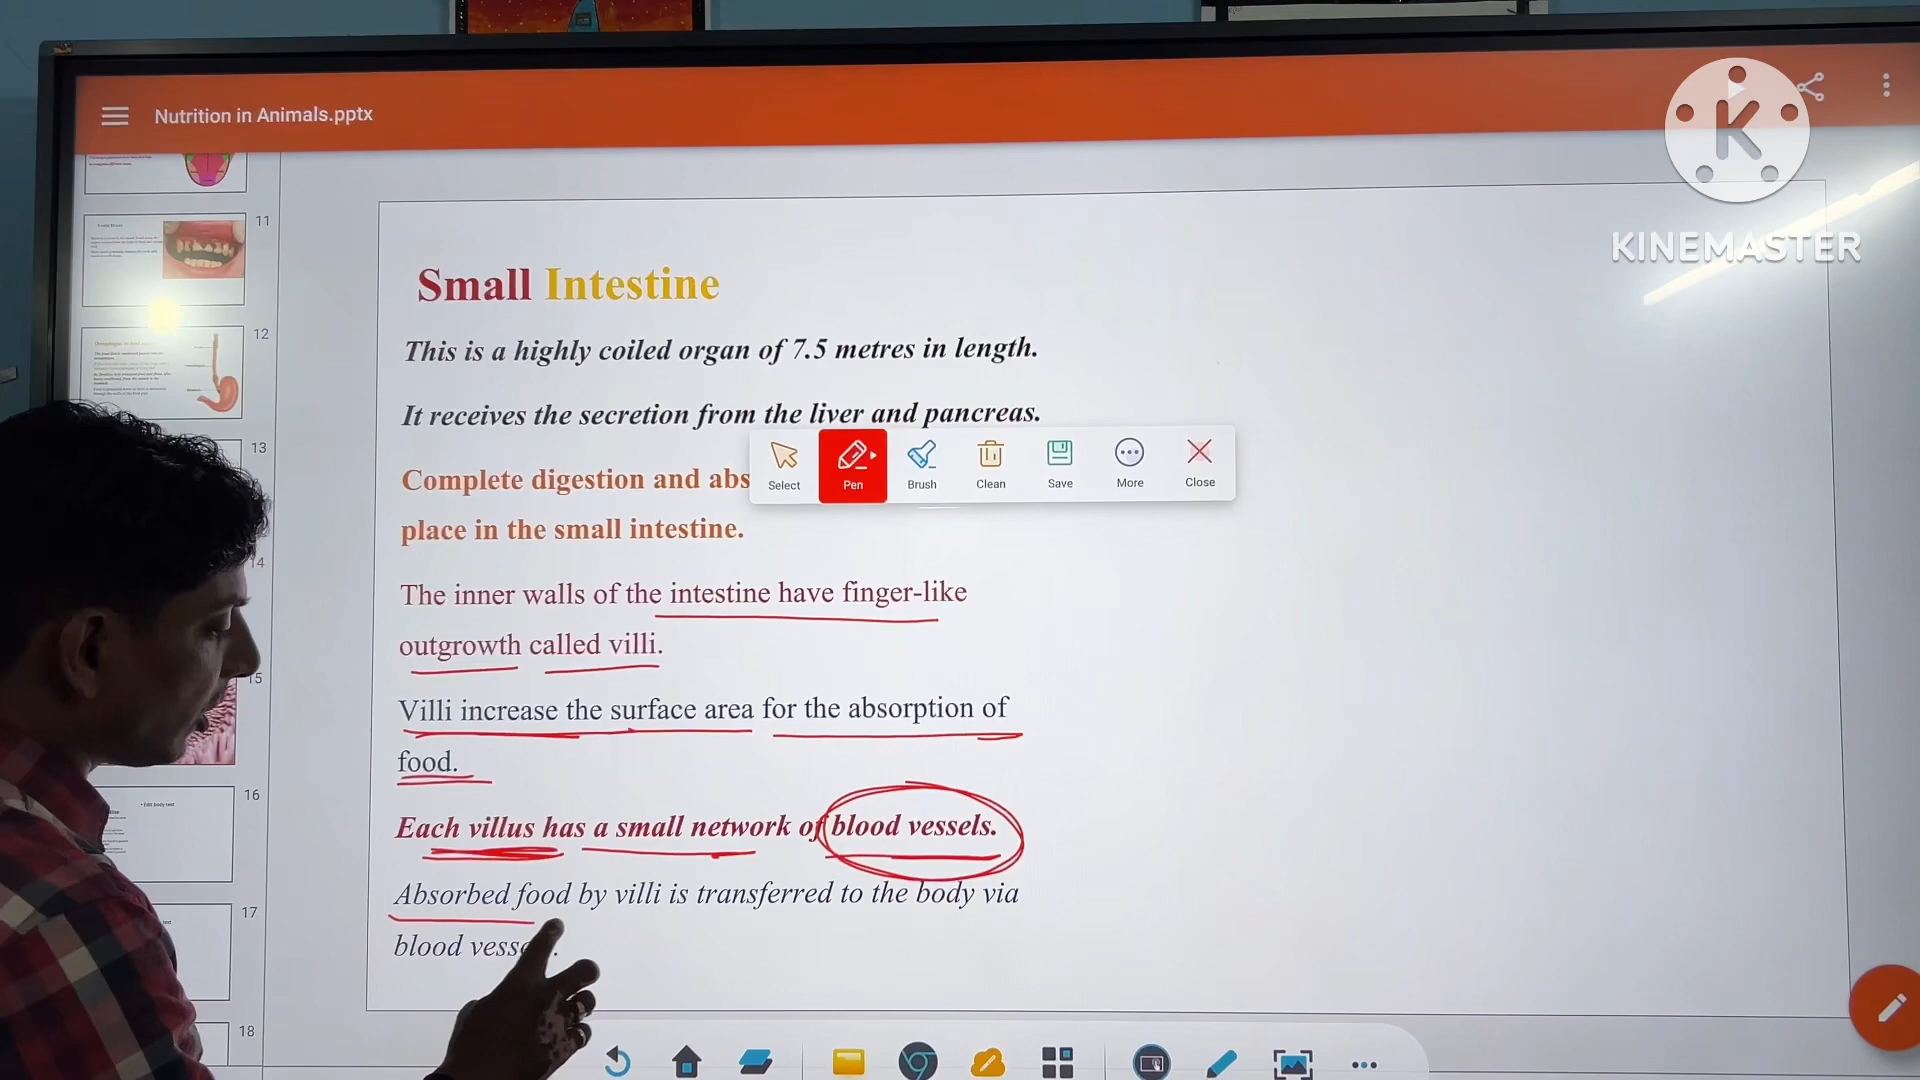 Nutrition in Animals.pptx
K
KINEMASTER
11
12
13
14
15
16
17
18
Small Intestine
This is a highly coiled organ of 7.5 metres in length.
It receives the secretion from the liver and pancreas.
Complete digestion and abs
place in the small intestine.
Select
Pen
Brush
Clean
Save
More
Close
The inner walls of the intestine have finger-like
outgrowth called villi.
Villi increase the surface area for the absorption of
food.
Each villus has a small network of blood vessels.
Absorbed food by villi is transferred to the body via
blood vesse